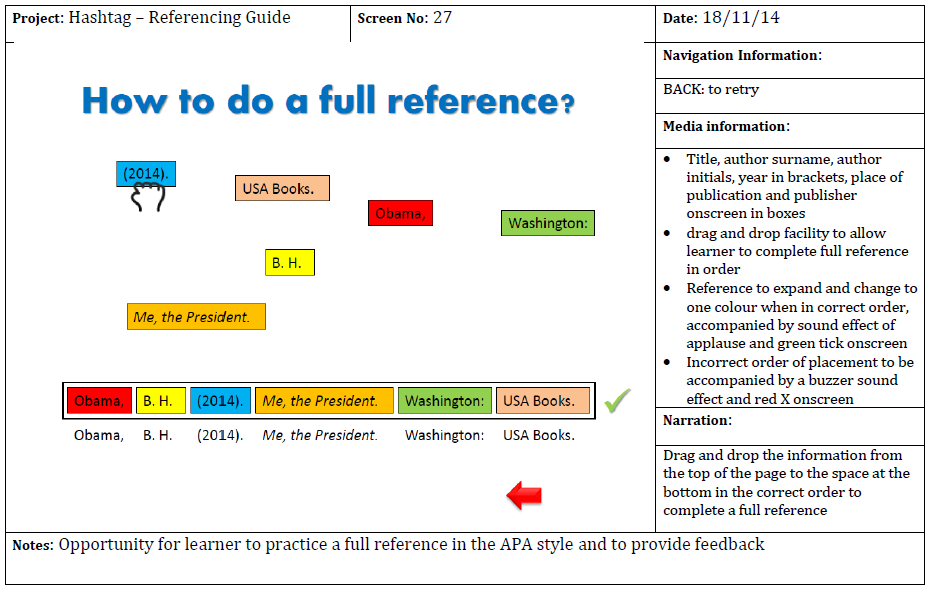 Project: Hashtag – Referencing Guide
Screen No: 27
Date: 18/11/14
How to do a full reference?
(2014).
USA Books.
Obama,
Washington:
B. H.
Me, the President.
Obama, B. H. (2014). Me, the President. Washington: USA Books.
Obama, B. H. (2014). Me, the President. Washington: USA Books.
Navigation Information:
BACK: to retry
Media information:
• Title, author surname, author
initials, year in brackets, place of
publication and publisher
onscreen in boxes
• drag and drop facility to allow
learner to complete full reference
in order
• Reference to expand and change to
one colour when in correct order,
accompanied by sound effect of
applause and green tick onscreen
• Incorrect order of placement to be
accompanied by a buzzer sound
effect and red X onscreen
Narration:
Drag and drop the information from
the top of the page to the space at the
bottom in the correct order to
complete a full reference
Notes: Opportunity for learner to practice a full reference in the APA style and to provide feedback